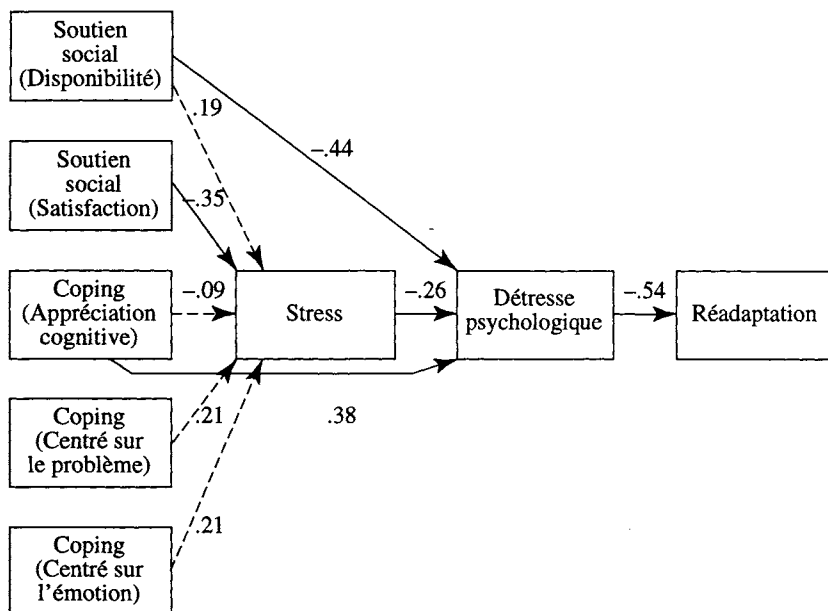 Soutien
social
(Disponibilité)
.19
–.44
Soutien
social
(Satisfaction)
–.35
Coping
(Appréciation
cognitive)
–.09
Stress
–.26
Détresse
psychologique
–.54
Réadaptation
.38
Coping
(Centré sur
le problème)
.21
Coping
(Centré sur
l'émotion)
.21